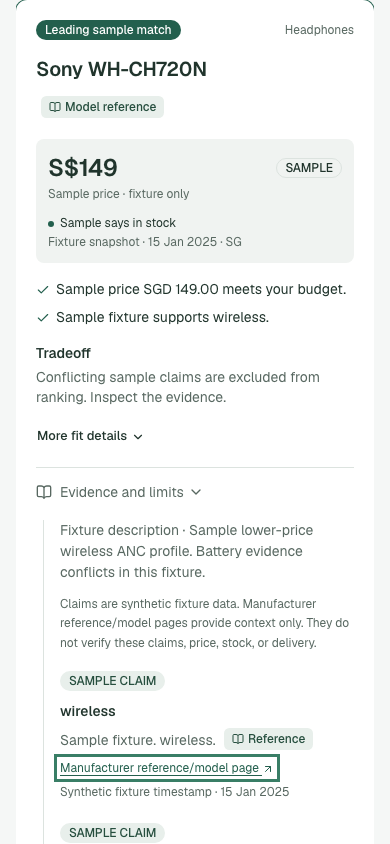 Leading sample match
Headphones
Sony WH-CH720N
Model reference
S$149
SAMPLE
Sample price · fixture only
Sample says in stock
Fixture snapshot · 15 Jan 2025 · SG
Sample price SGD 149.00 meets your budget.
Sample fixture supports wireless.
Tradeoff
Conflicting sample claims are excluded from
ranking. Inspect the evidence.
More fit details
Evidence and limits
Fixture description · Sample lower-price
wireless ANC profile. Battery evidence
conflicts in this fixture.
Claims are synthetic fixture data. Manufacturer
reference/model pages provide context only. They do
not verify these claims, price, stock, or delivery.
SAMPLE CLAIM
wireless
Sample fixture. wireless.
Reference
Manufacturer reference/model page
Synthetic fixture timestamp · 15 Jan 2025
SAMPLE CLAIM